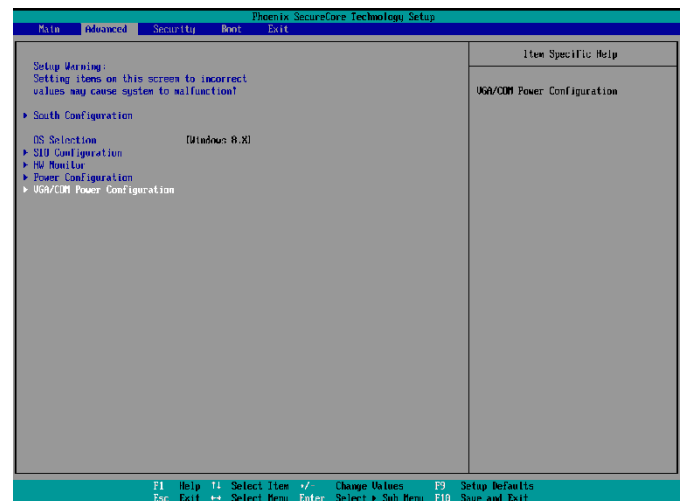 Phoenix SecureCore Technology Setup
Main Advanced Security Boot Exit
Item Specific Help
Setup Warning:
Setting items on this screen to incorrect
values may cause system to malfunction!
VGA/COM Power Configuration
▶ South Configuration
OS Selection [Windows 8.X]
▶ SIO Configuration
▶ HW Monitor
▶ Power Configuration
▶ VGA/COM Power Configuration
F1 Help ↑↓ Select Item +/- Change Values F9 Setup Defaults
Esc Exit ↔ Select Menu Enter Select ▶ Sub Menu F10 Save and Exit